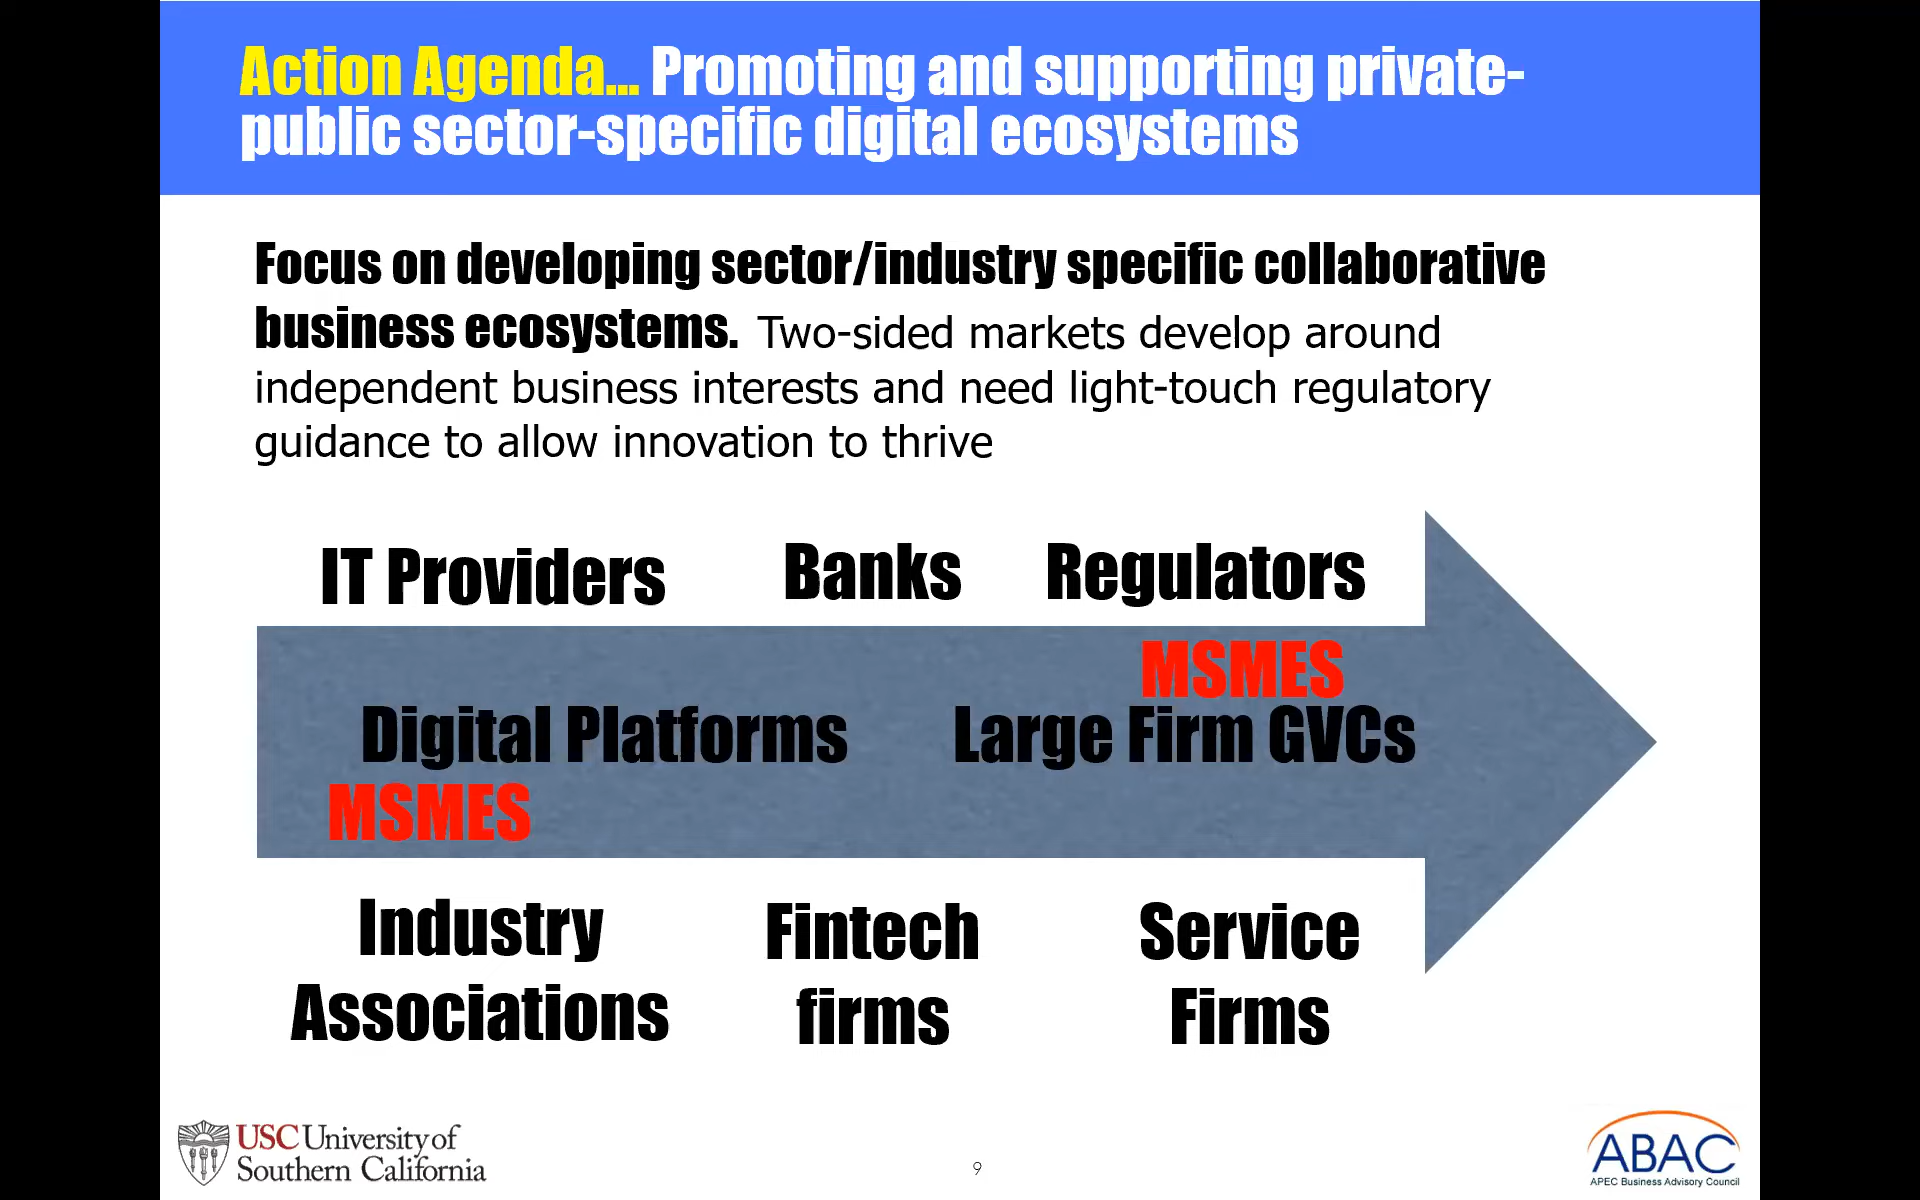 Action Agenda... Promoting and supporting private-
public sector-specific digital ecosystems
Focus on developing sector/industry specific collaborative
business ecosystems. Two-sided markets develop around
independent business interests and need light-touch regulatory
guidance to allow innovation to thrive
IT Providers
Banks
Regulators
MSMES
Digital Platforms
Large Firm GVCs
MSMES
Industry
Associations
Fintech
firms
Service
Firms
USC University of
Southern California
9
ABAC
APEC Business Advisory Council